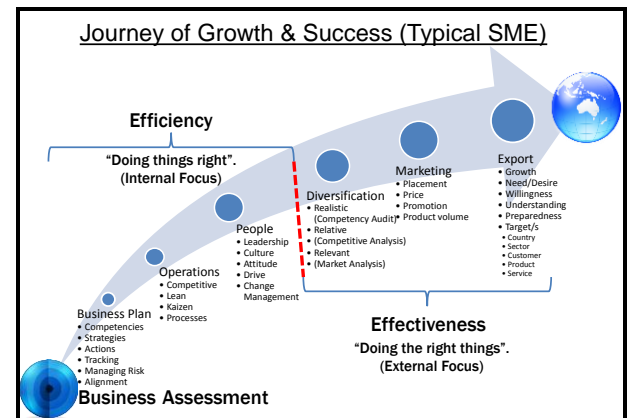 Journey of Growth & Success (Typical SME)
Efficiency
“Doing things right”.
(Internal Focus)
Business Plan
• Competencies
• Strategies
• Actions
• Tracking
• Managing Risk
• Alignment
Business Assessment
Operations
• Competitive
• Lean
• Kaizen
• Processes
People
• Leadership
• Culture
• Attitude
• Drive
• Change
Management
Diversification
• Realistic
(Competency Audit)
• Relative
• (Competitive Analysis)
• Relevant
• (Market Analysis)
Marketing
• Placement
• Price
• Promotion
• Product volume
Export
• Growth
• Need/Desire
• Willingness
• Understanding
• Preparedness
• Target/s
• Country
• Sector
• Customer
• Product
• Service
Effectiveness
“Doing the right things”.
(External Focus)